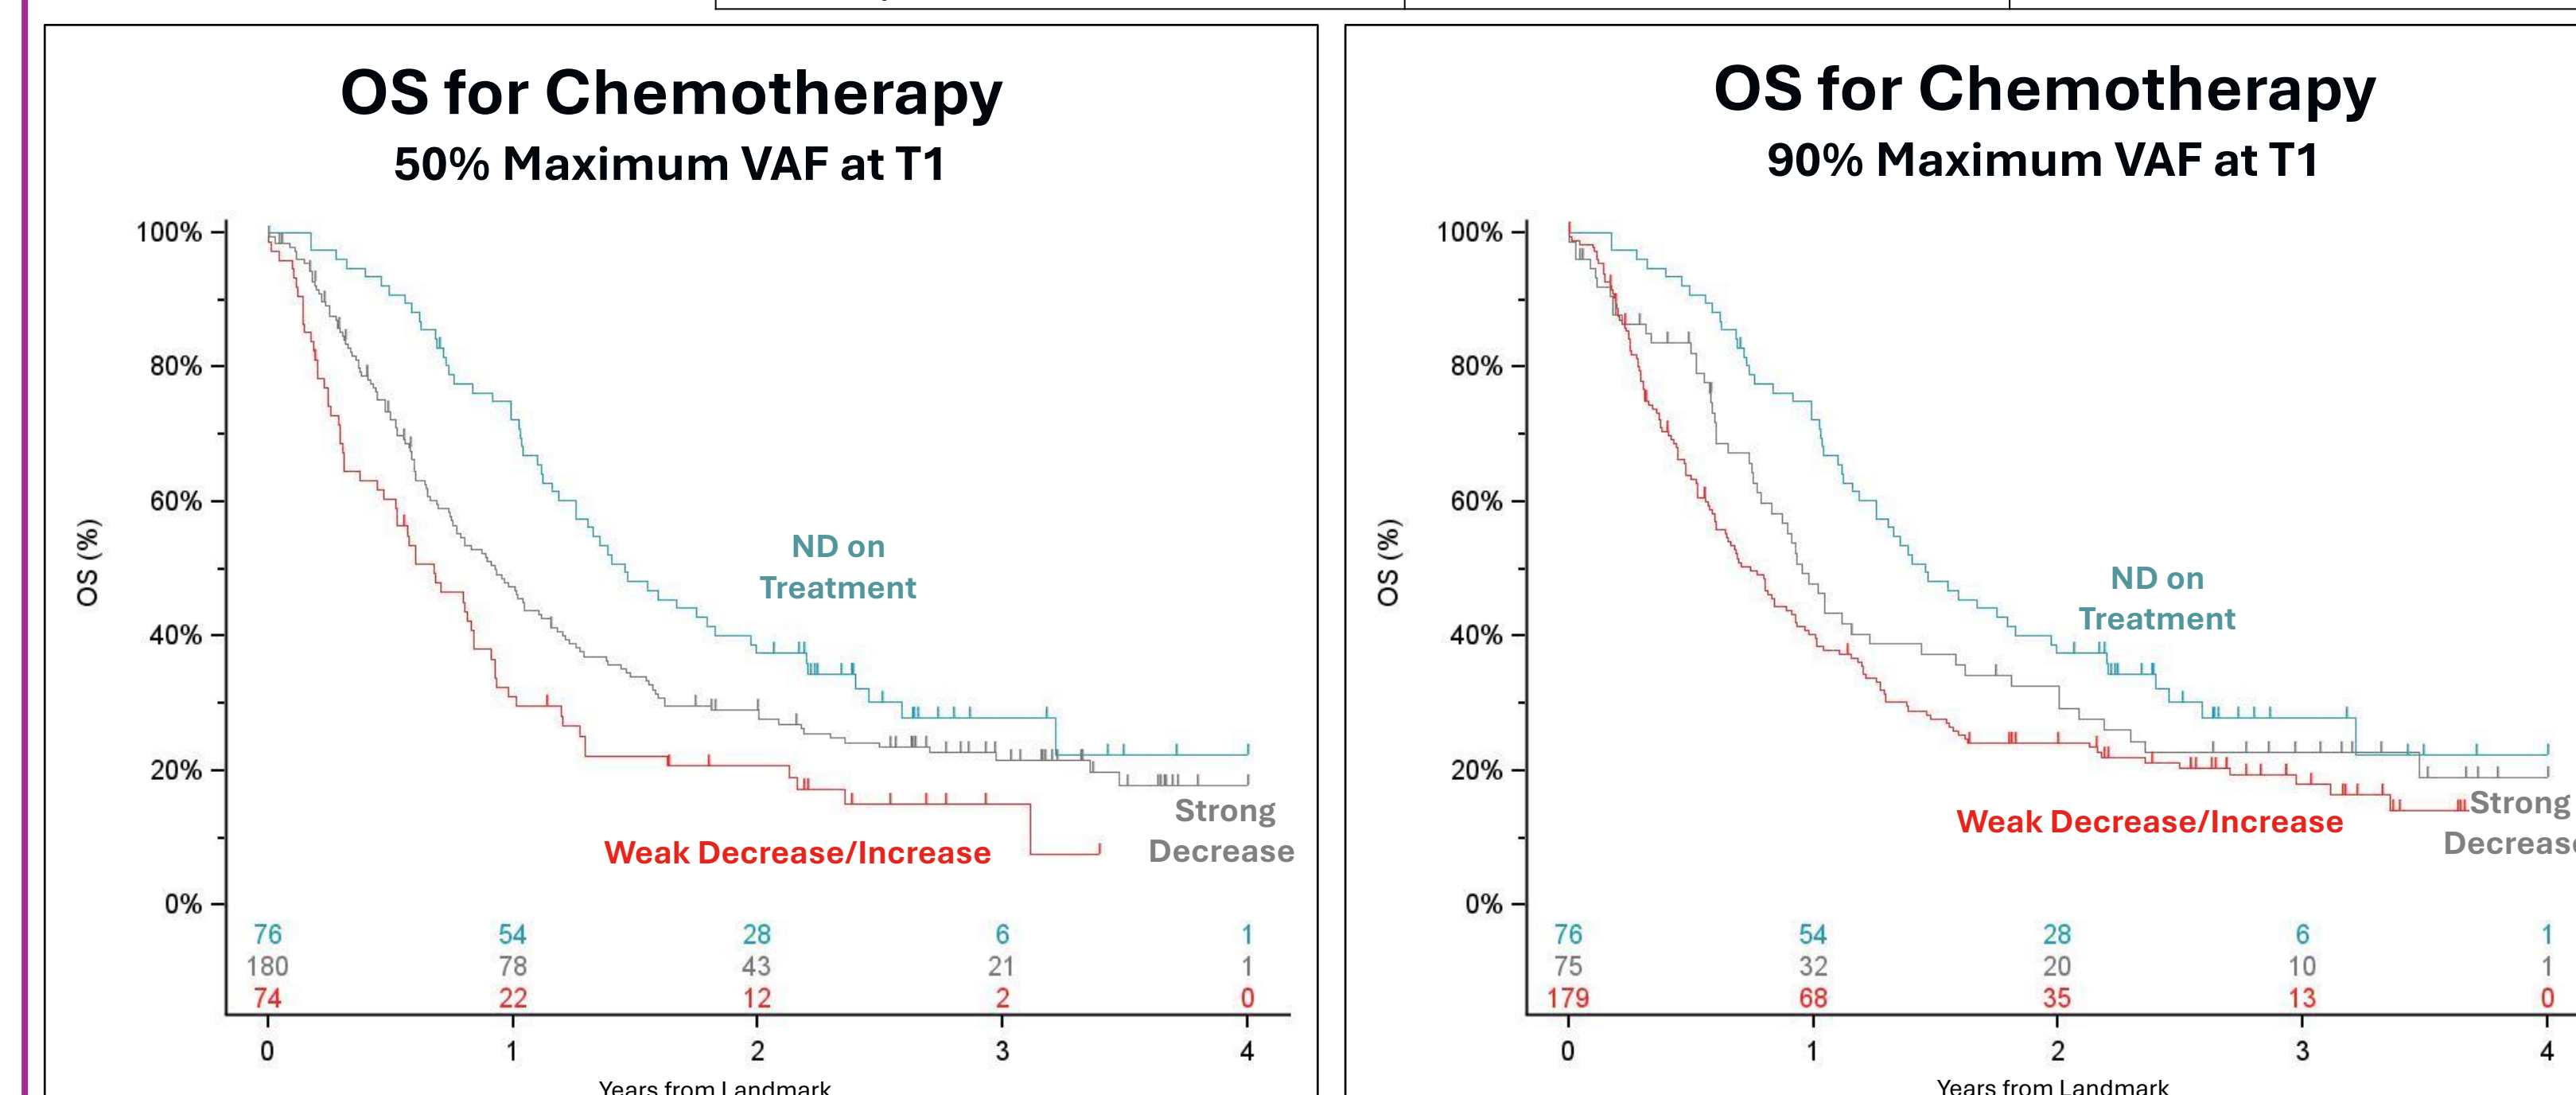 OS for Chemotherapy
50% Maximum VAF at T1
100%
80%
60%
40%
20%
0%
OS (%)
ND on
Treatment
Strong
Decrease
Weak Decrease/Increase
76 54 28 6 1
180 78 43 21 1
74 22 12 2 0
0 1 2 3 4
Years from Landmark
OS for Chemotherapy
90% Maximum VAF at T1
100%
80%
60%
40%
20%
0%
OS (%)
ND on
Treatment
Strong
Weak Decrease/Increase
Decrease
76 54 28 6 1
75 32 20 10 1
179 68 35 13 0
0 1 2 3 4
Years from Landmark